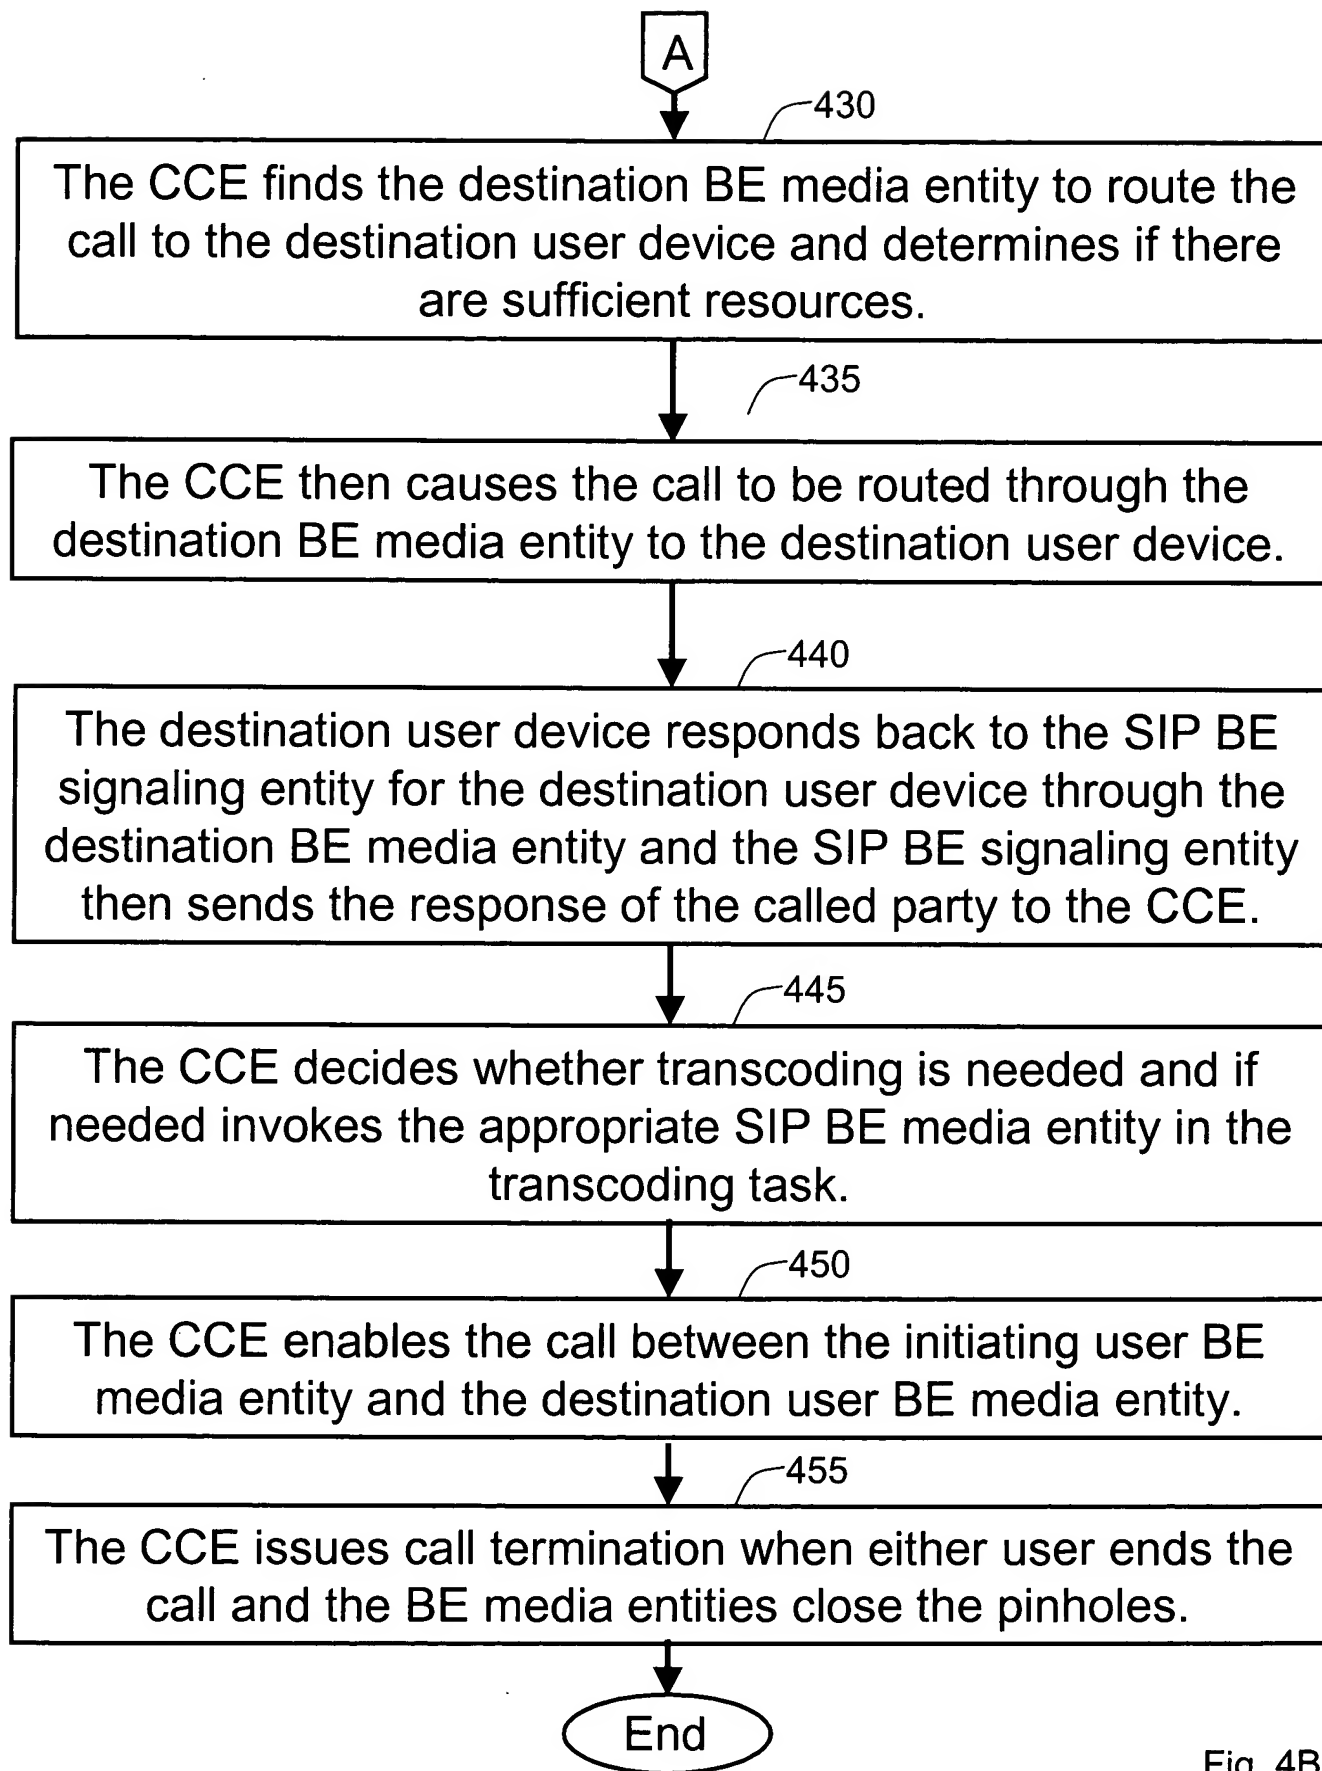 A
430
The CCE finds the destination BE media entity to route the
call to the destination user device and determines if there
are sufficient resources.
435
The CCE then causes the call to be routed through the
destination BE media entity to the destination user device.
440
The destination user device responds back to the SIP BE
signaling entity for the destination user device through the
destination BE media entity and the SIP BE signaling entity
then sends the response of the called party to the CCE.
445
The CCE decides whether transcoding is needed and if
needed invokes the appropriate SIP BE media entity in the
transcoding task.
450
The CCE enables the call between the initiating user BE
media entity and the destination user BE media entity.
455
The CCE issues call termination when either user ends the
call and the BE media entities close the pinholes.
End
Fig. 4B